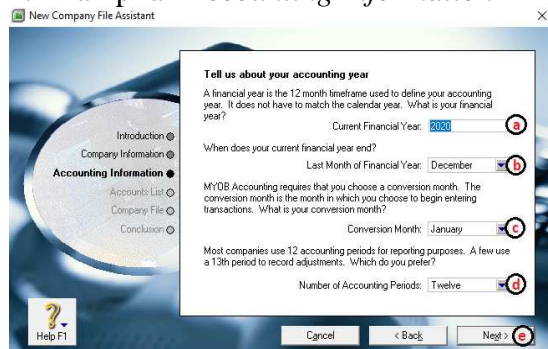 New Company File Assistant
Tell us about your accounting year
A financial year is the 12 month timeframe used to define your accounting
year. It does not have to match the calendar year. What is your financial
year?
Current Financial Year: 2020 a
When does your current financial year end?
Last Month of Financial Year: December b
MYOB Accounting requires that you choose a conversion month. The
conversion month is the month in which you choose to begin entering
transactions. What is your conversion month?
Conversion Month: January c
Most companies use 12 accounting periods for reporting purposes. A few use
a 13th period to record adjustments. Which do you prefer?
Number of Accounting Periods: Twelve d
Introduction
Company Information
Accounting Information
Accounts List
Company File
Conclusion
Help F1
Cancel
< Back
Next > e